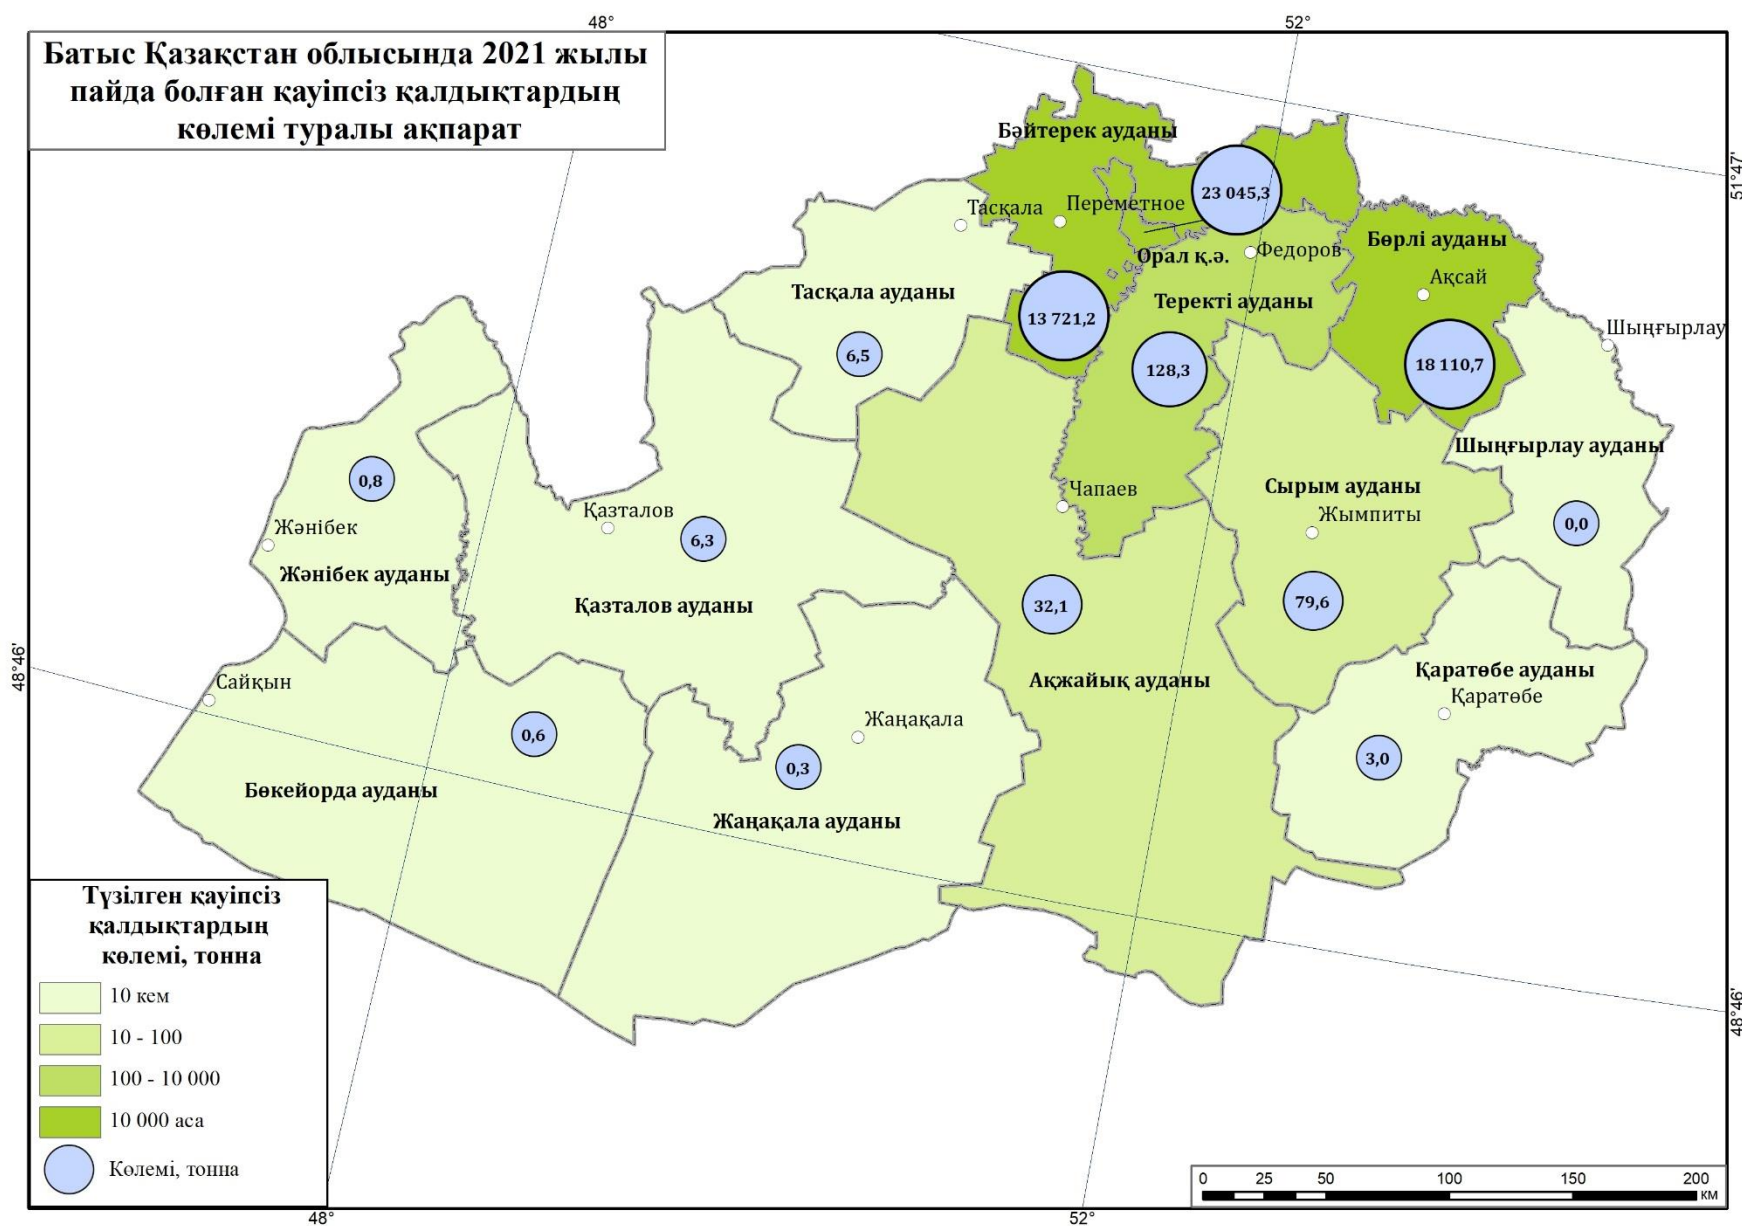 48°
52°
Батыс Қазақстан облысында 2021 жылы
пайда болған қауіпсіз қалдықтардың
көлемі туралы ақпарат
51°47'
Бәйтерек ауданы
23 045,3
Тасқала
Переметное
Бөрлі ауданы
Орал қ.ә.
Федоров
Ақсай
Тасқала ауданы
Теректі ауданы
13 721,2
Шыңғырлау
6,5
128,3
18 110,7
Шыңғырлау ауданы
0,8
Чапаев
Сырым ауданы
Жымпиты
Қазталов
0,0
Жәнібек
6,3
Жәнібек ауданы
Қазталов ауданы
32,1
79,6
48°46'
Сайқын
Ақжайық ауданы
Қаратөбе ауданы
Қаратөбе
Жаңақала
0,6
0,3
3,0
Бөкейорда ауданы
Жаңақала ауданы
Түзілген қауіпсіз
қалдықтардың
көлемі, тонна
10 кем
10 - 100
100 - 10 000
10 000 аса
Көлемі, тонна
48°46'
0 25 50 100 150 200
км
48°
52°